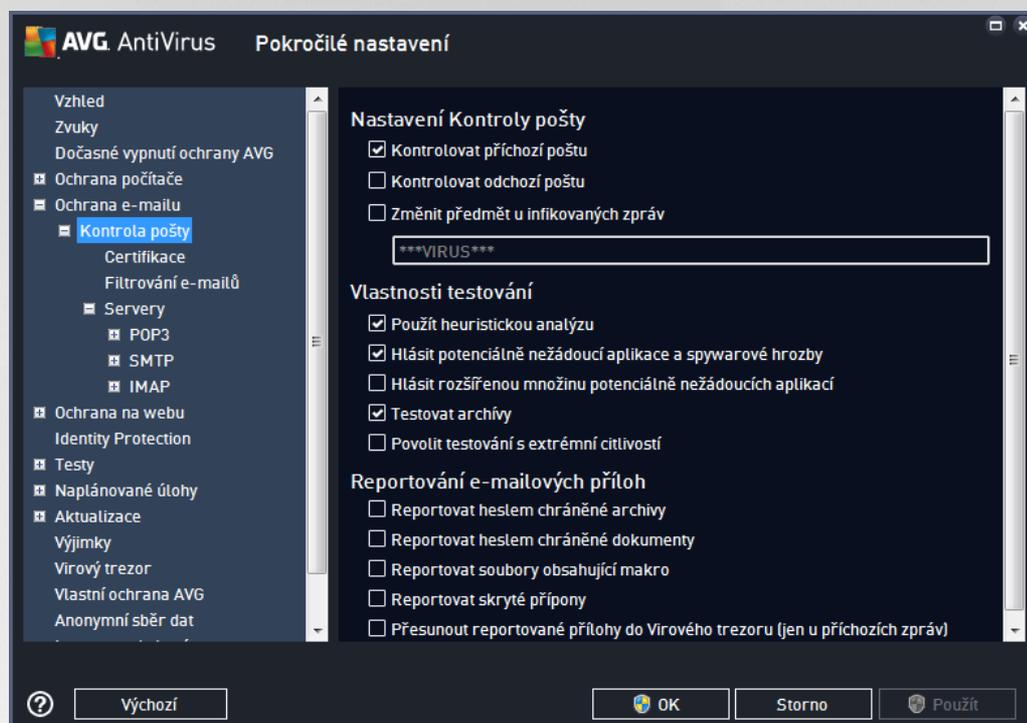 AVG AntiVirus Pokročilé nastavení
Vzhled
Zvuky
Dočasné vypnutí ochrany AVG
Ochrana počítače
Ochrana e-mailu
Kontrola pošty
Certifikace
Filtrování e-mailů
Servery
POP3
SMTP
IMAP
Ochrana na webu
Identity Protection
Testy
Naplánované úlohy
Aktualizace
Výjimky
Virový trezor
Vlastní ochrana AVG
Anonymní sběr dat
Nastavení Kontroly pošty
Kontrolovat příchozí poštu
Kontrolovat odchozí poštu
Změnit předmět u infikovaných zpráv
***VIRUS***
Vlastnosti testování
Použít heuristickou analýzu
Hlásit potenciálně nežádoucí aplikace a spywarové hrozby
Hlásit rozšířenou množinu potenciálně nežádoucích aplikací
Testovat archívy
Povolit testování s extrémní citlivostí
Reportování e-mailových příloh
Reportovat heslem chráněné archivy
Reportovat heslem chráněné dokumenty
Reportovat soubory obsahující makro
Reportovat skryté přípony
Přesunout reportované přílohy do Virového trezoru (jen u příchozích zpráv)
Výchozí
OK
Storno
Použít